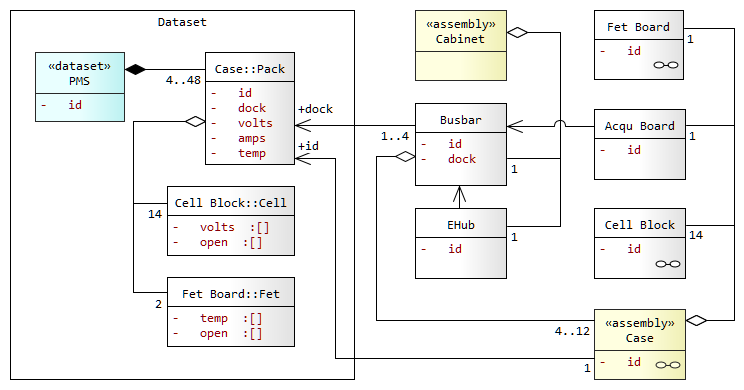 Dataset
«dataset»
PMS
- id
4..48
Case::Pack
- id
- dock
- volts
- amps
- temp
+dock
+id
Cell Block::Cell
- volts :[]
- open :[]
14
Fet Board::Fet
- temp :[]
- open :[]
2
«assembly»
Cabinet
Busbar
- id
- dock
1..4
1
EHub
- id
1
Fet Board
- id
1
Acqu Board
- id
1
Cell Block
- id
14
«assembly»
Case
- id
4..12
1